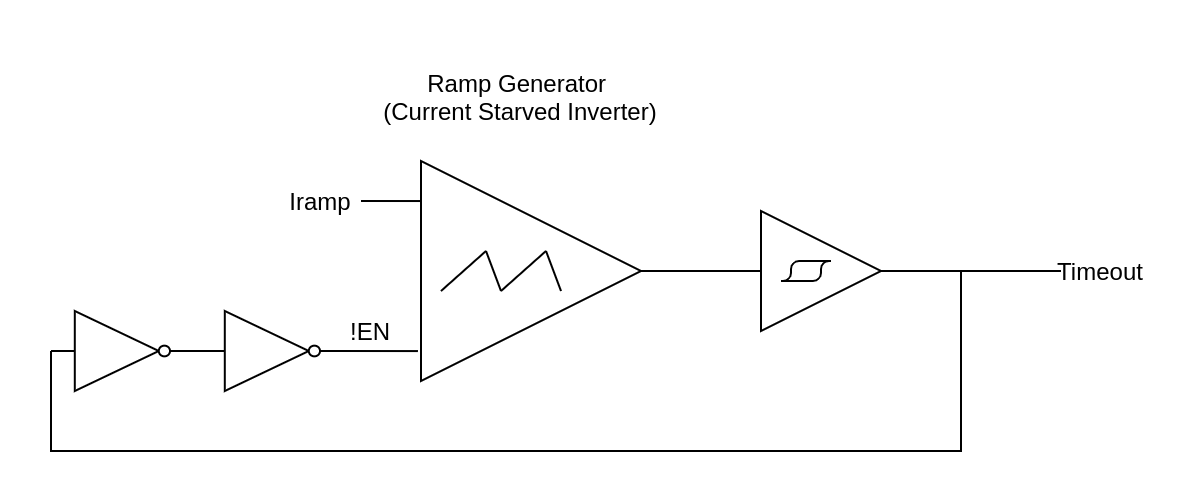 Ramp Generator
(Current Starved Inverter)
Iramp
Timeout
!EN